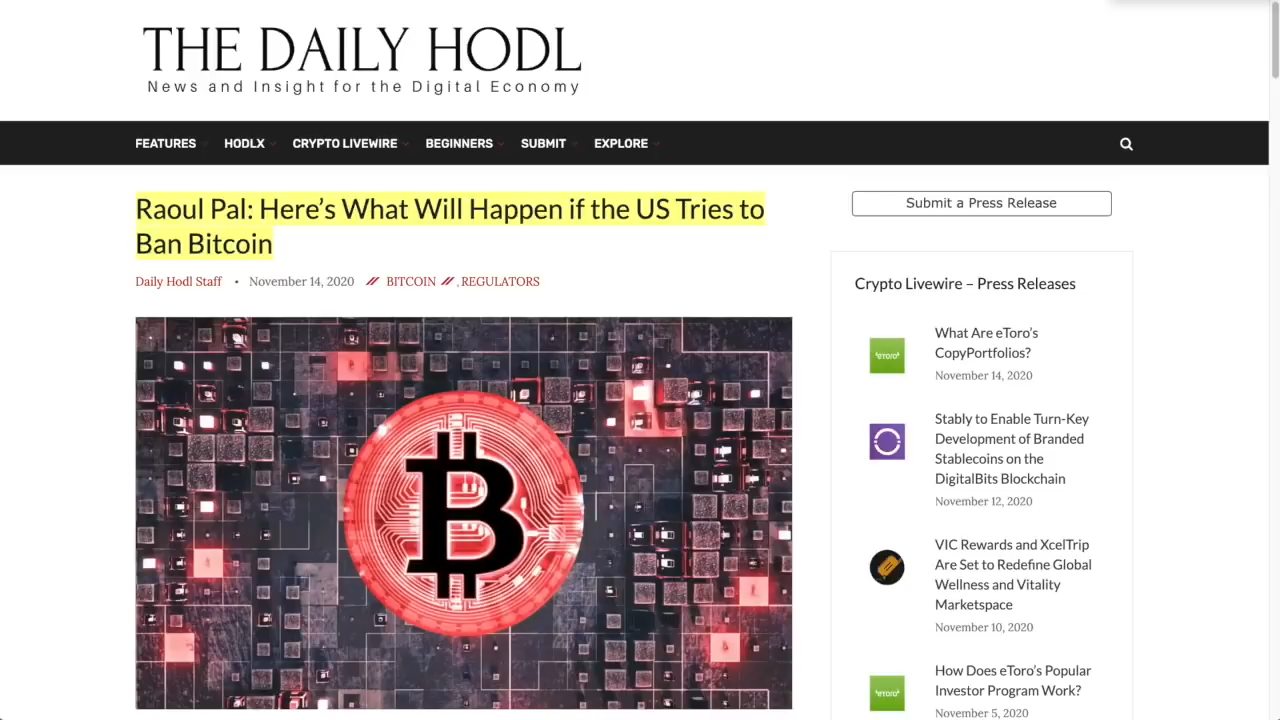 THE DAILY HODL
News and Insight for the Digital Economy
FEATURES HODLX CRYPTO LIVEWIRE BEGINNERS SUBMIT EXPLORE
Raoul Pal: Here’s What Will Happen if the US Tries to
Ban Bitcoin
Daily Hodl Staff • November 14, 2020 // BITCOIN // , REGULATORS
Submit a Press Release
Crypto Livewire – Press Releases
eToro
What Are eToro’s
CopyPortfolios?
November 14, 2020
Stably to Enable Turn-Key
Development of Branded
Stablecoins on the
DigitalBits Blockchain
November 12, 2020
VIC Rewards and XcelTrip
Are Set to Redefine Global
Wellness and Vitality
Marketspace
November 10, 2020
eToro
How Does eToro’s Popular
Investor Program Work?
November 5, 2020